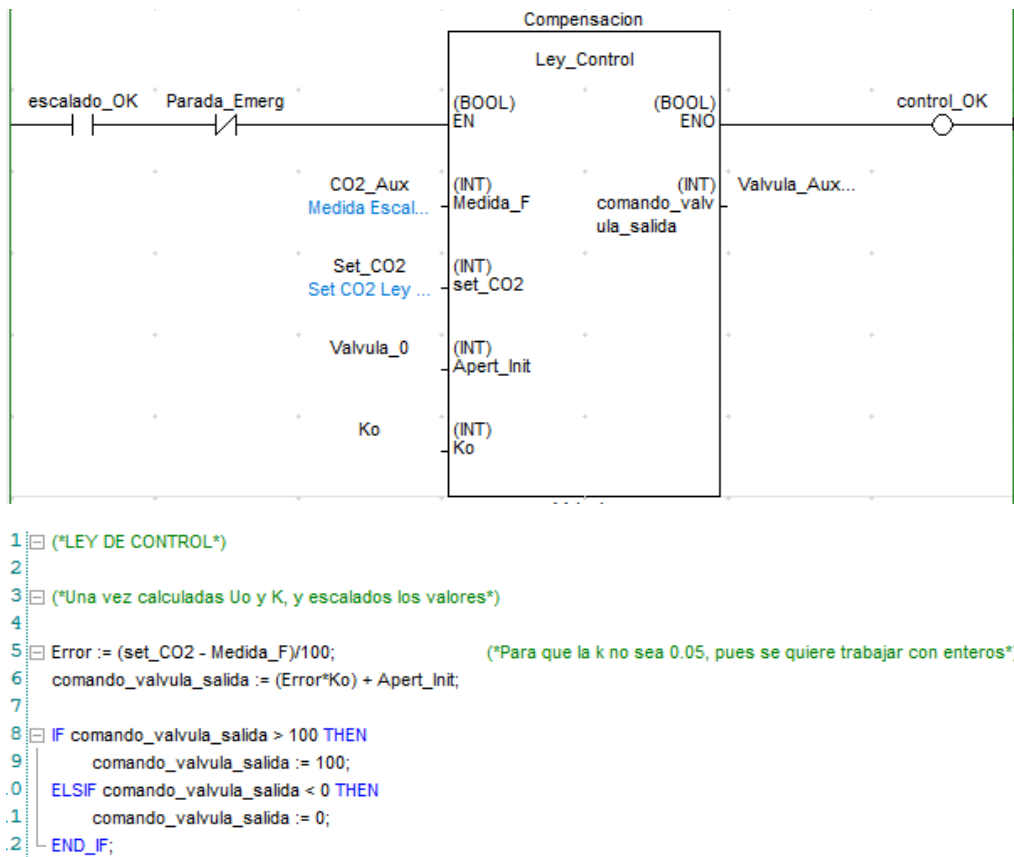 Compensacion
Ley_Control
escalado_OK Parada_Emerg (BOOL) (BOOL) control_OK
EN ENO
CO2_Aux (INT) (INT) Valvula_Aux...
Medida Escal... Medida_F comando_valv
ula_salida
Set_CO2 (INT)
Set CO2 Ley ... set_CO2
Valvula_0 (INT)
Apert_Init
Ko (INT)
Ko
1 (*LEY DE CONTROL*)
2
3 (*Una vez calculadas Uo y K, y escalados los valores*)
4
5 Error := (set_CO2 - Medida_F)/100; (*Para que la k no sea 0.05, pues se quiere trabajar con enteros*)
6 comando_valvula_salida := (Error*Ko) + Apert_Init;
7
8 IF comando_valvula_salida > 100 THEN
9 comando_valvula_salida := 100;
.0 ELSIF comando_valvula_salida < 0 THEN
.1 comando_valvula_salida := 0;
.2 END_IF;